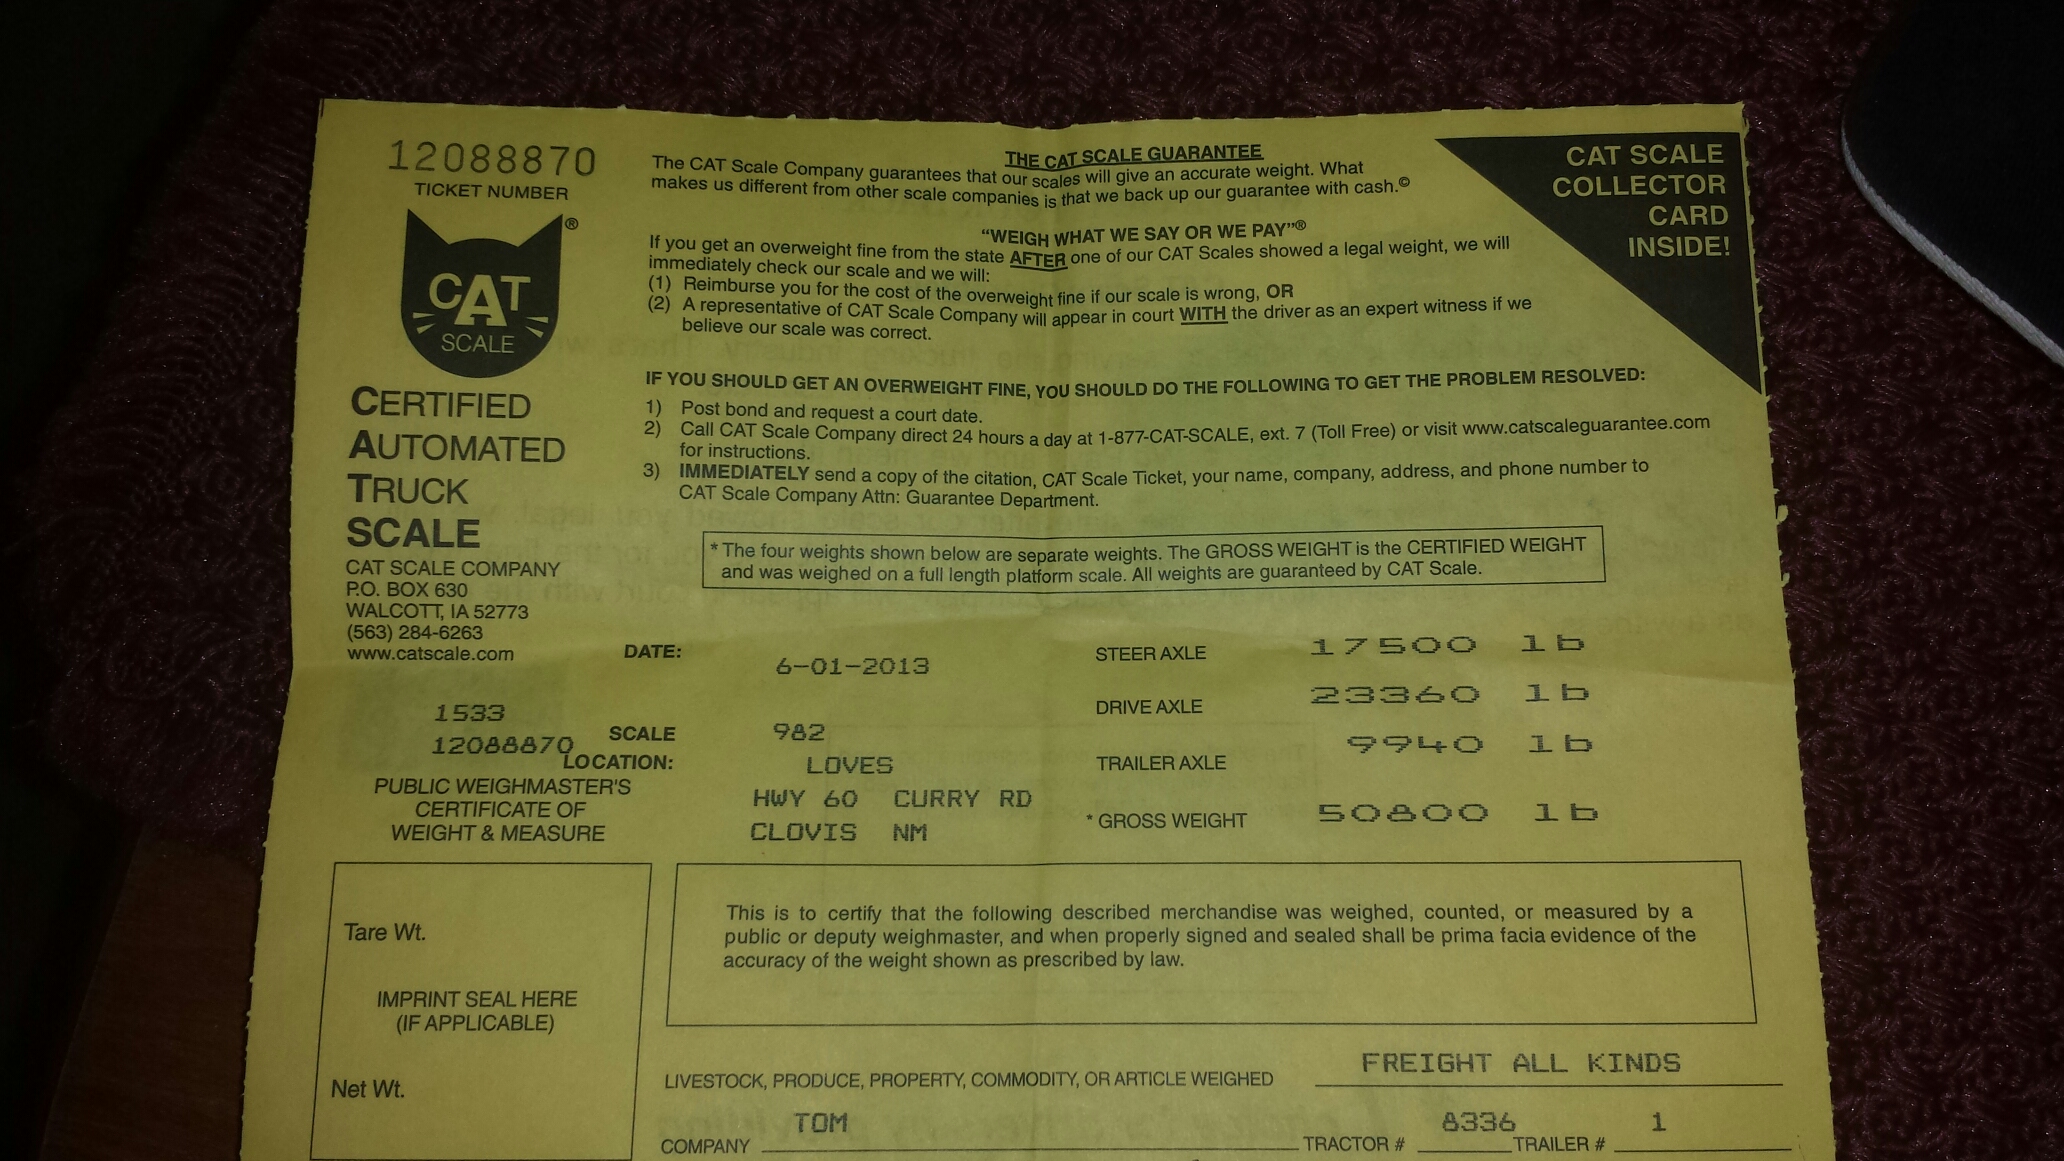 12088870
TICKET NUMBER
CAT
SCALE
®
CERTIFIED
AUTOMATED
TRUCK
SCALE
CAT SCALE COMPANY
P.O. BOX 630
WALCOTT, IA 52773
(563) 284-6263
www.catscale.com
THE CAT SCALE GUARANTEE
The CAT Scale Company guarantees that our scales will give an accurate weight. What
makes us different from other scale companies is that we back up our guarantee with cash.©
"WEIGH WHAT WE SAY OR WE PAY"®
If you get an overweight fine from the state AFTER one of our CAT Scales showed a legal weight, we will
immediately check our scale and we will:
(1) Reimburse you for the cost of the overweight fine if our scale is wrong, OR
(2) A representative of CAT Scale Company will appear in court WITH the driver as an expert witness if we
believe our scale was correct.
CAT SCALE
COLLECTOR
CARD
INSIDE!
IF YOU SHOULD GET AN OVERWEIGHT FINE, YOU SHOULD DO THE FOLLOWING TO GET THE PROBLEM RESOLVED:
1) Post bond and request a court date.
2) Call CAT Scale Company direct 24 hours a day at 1-877-CAT-SCALE, ext. 7 (Toll Free) or visit www.catscaleguarantee.com
for instructions.
3) IMMEDIATELY send a copy of the citation, CAT Scale Ticket, your name, company, address, and phone number to
CAT Scale Company Attn: Guarantee Department.
* The four weights shown below are separate weights. The GROSS WEIGHT is the CERTIFIED WEIGHT
and was weighed on a full length platform scale. All weights are guaranteed by CAT Scale.
1533
12088870
PUBLIC WEIGHMASTER'S
CERTIFICATE OF
WEIGHT & MEASURE
DATE: 6-01-2013
SCALE 982
LOCATION: LOVES
HWY 60 CURRY RD
CLOVIS NM
STEER AXLE 17500 lb
DRIVE AXLE 23360 lb
TRAILER AXLE 9940 lb
* GROSS WEIGHT 50800 lb
Tare Wt.
IMPRINT SEAL HERE
(IF APPLICABLE)
Net Wt.
This is to certify that the following described merchandise was weighed, counted, or measured by a
public or deputy weighmaster, and when properly signed and sealed shall be prima facia evidence of the
accuracy of the weight shown as prescribed by law.
LIVESTOCK, PRODUCE, PROPERTY, COMMODITY, OR ARTICLE WEIGHED FREIGHT ALL KINDS
COMPANY TOM TRACTOR # 8336 TRAILER # 1